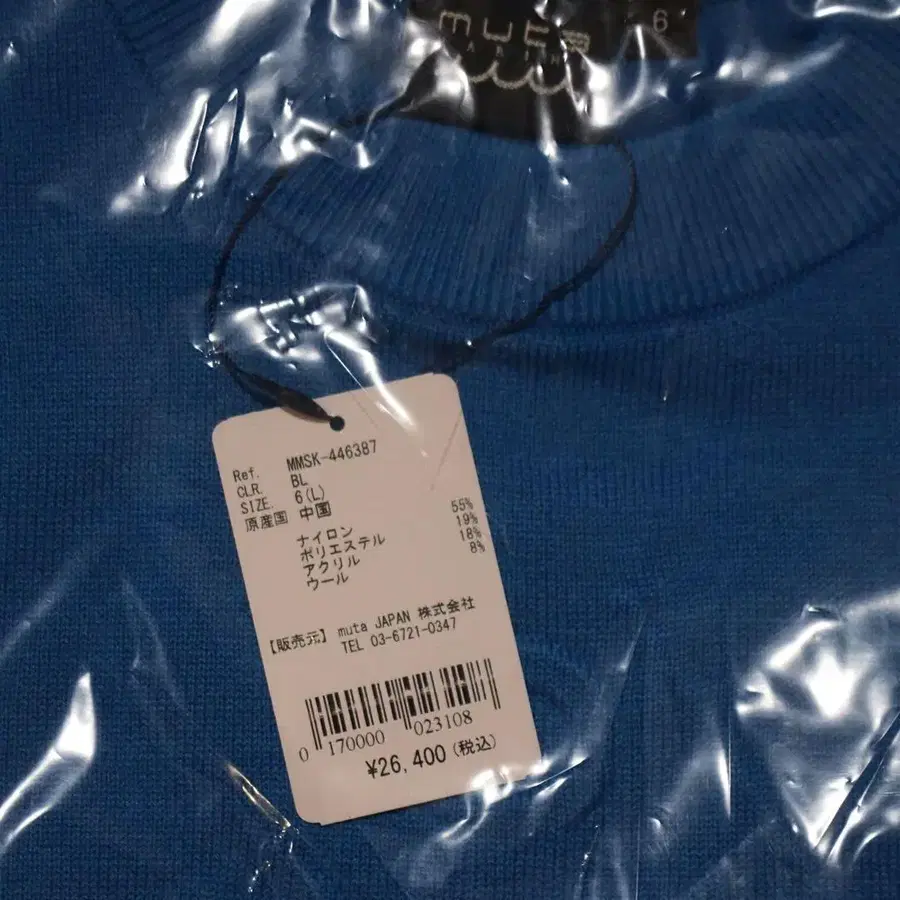 muta
6
Ref. MMSK-446387
CLR. BL
SIZE. 6(L)
原産国 中国
ナイロン 55%
ポリエステル 19%
アクリル 18%
ウール 8%
【販売元】 muta JAPAN 株式会社
TEL 03-6721-0347
0 170000 023108
¥26,400(税込)